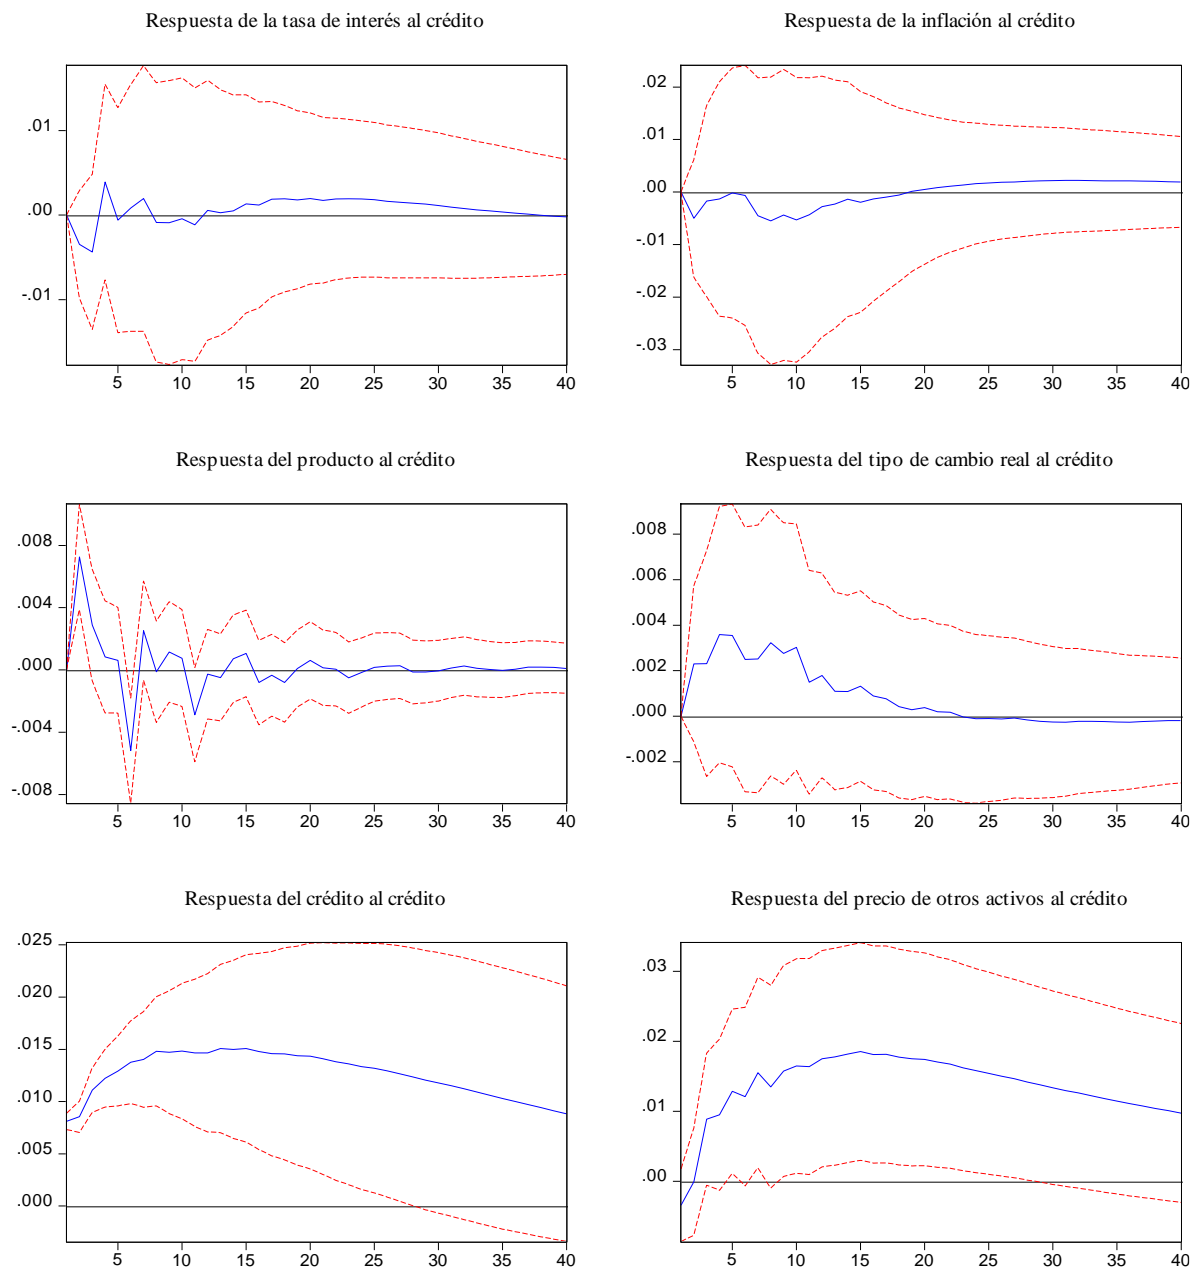 Respuesta de la tasa de interés al crédito
.01
.00
-.01
5 10 15 20 25 30 35 40
Respuesta de la inflación al crédito
.02
.01
.00
-.01
-.02
-.03
5 10 15 20 25 30 35 40
Respuesta del producto al crédito
.008
.004
.000
-.004
-.008
5 10 15 20 25 30 35 40
Respuesta del tipo de cambio real al crédito
.008
.006
.004
.002
.000
-.002
5 10 15 20 25 30 35 40
Respuesta del crédito al crédito
.025
.020
.015
.010
.005
.000
5 10 15 20 25 30 35 40
Respuesta del precio de otros activos al crédito
.03
.02
.01
.00
5 10 15 20 25 30 35 40